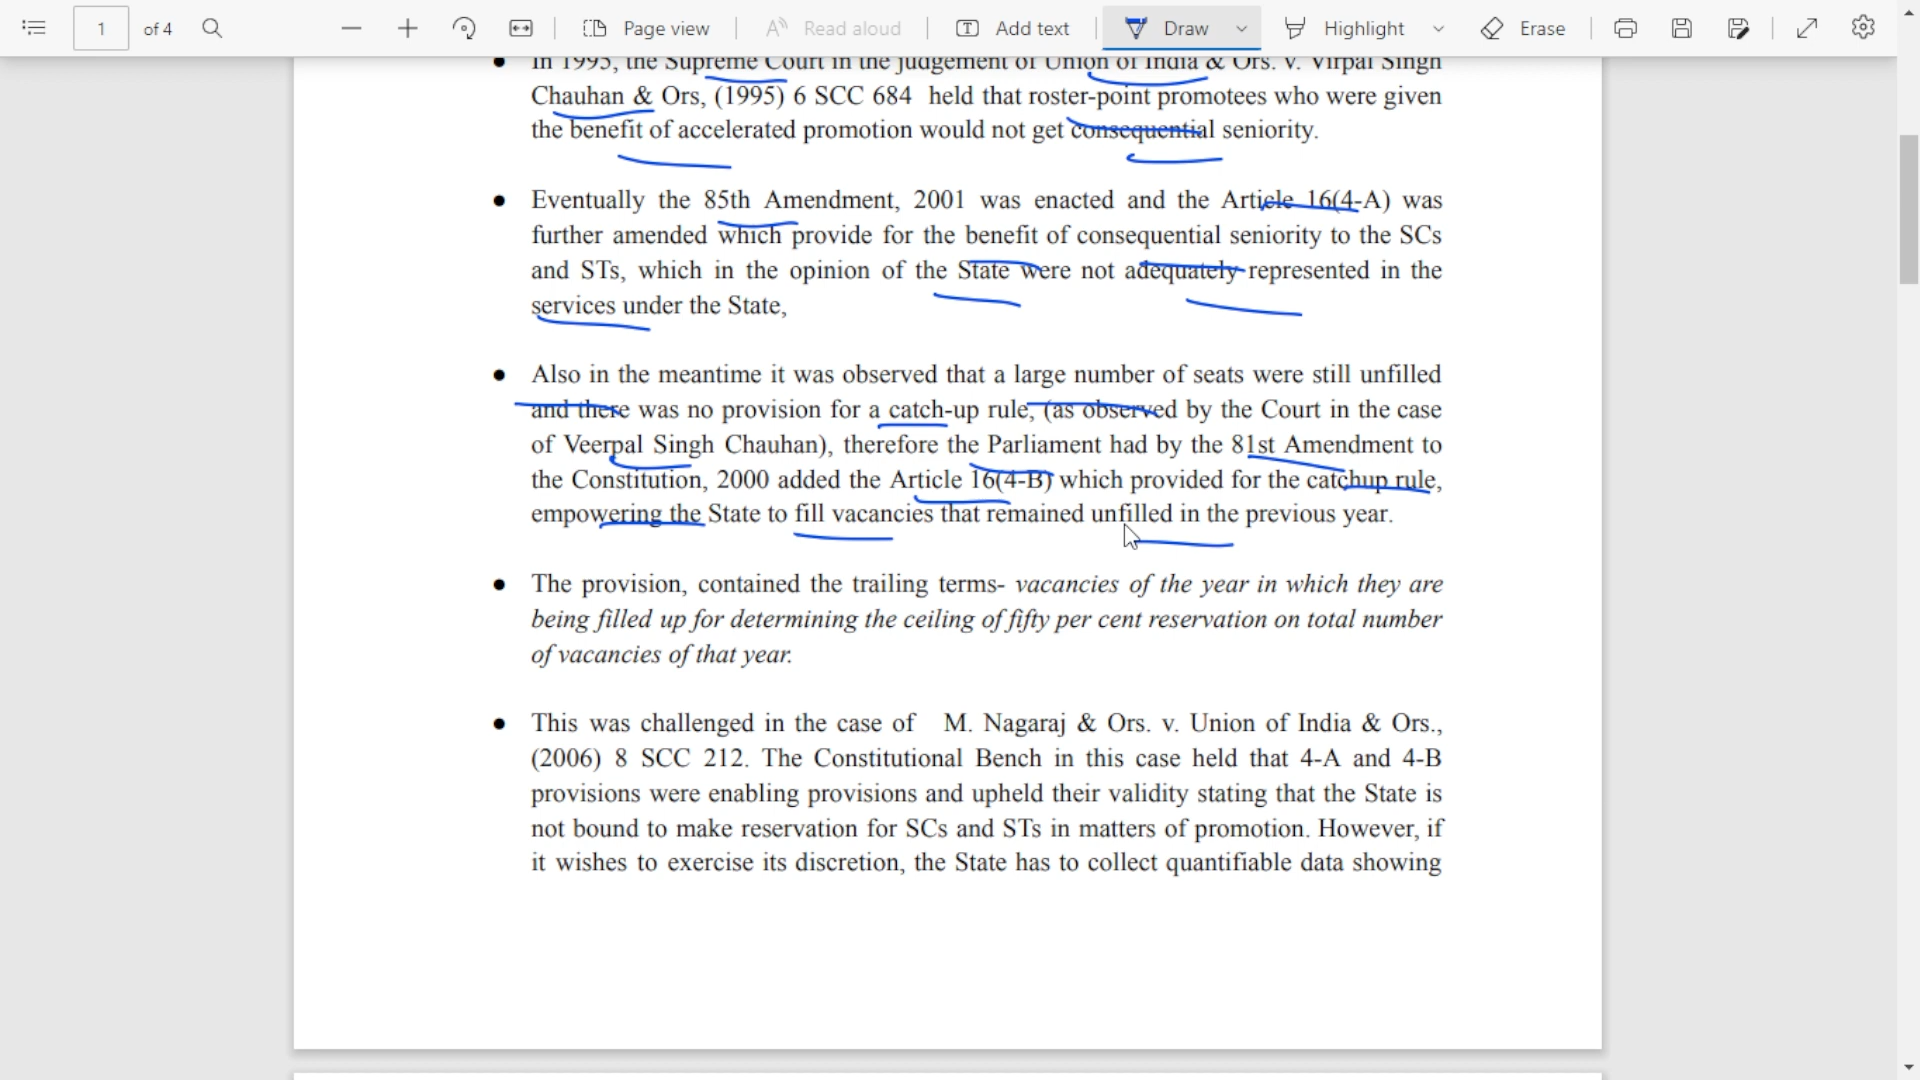 1 of 4 Page view Read aloud Add text Draw Highlight Erase
In 1995, the Supreme Court in the judgement of Union of India & Ors. v. Virpal Singh
Chauhan & Ors, (1995) 6 SCC 684 held that roster-point promotees who were given
the benefit of accelerated promotion would not get consequential seniority.
● Eventually the 85th Amendment, 2001 was enacted and the Article 16(4-A) was
further amended which provide for the benefit of consequential seniority to the SCs
and STs, which in the opinion of the State were not adequately represented in the
services under the State,
● Also in the meantime it was observed that a large number of seats were still unfilled
and there was no provision for a catch-up rule, (as observed by the Court in the case
of Veerpal Singh Chauhan), therefore the Parliament had by the 81st Amendment to
the Constitution, 2000 added the Article 16(4-B) which provided for the catchup rule,
empowering the State to fill vacancies that remained unfilled in the previous year.
● The provision, contained the trailing terms- vacancies of the year in which they are
being filled up for determining the ceiling of fifty per cent reservation on total number
of vacancies of that year.
● This was challenged in the case of M. Nagaraj & Ors. v. Union of India & Ors.,
(2006) 8 SCC 212. The Constitutional Bench in this case held that 4-A and 4-B
provisions were enabling provisions and upheld their validity stating that the State is
not bound to make reservation for SCs and STs in matters of promotion. However, if
it wishes to exercise its discretion, the State has to collect quantifiable data showing